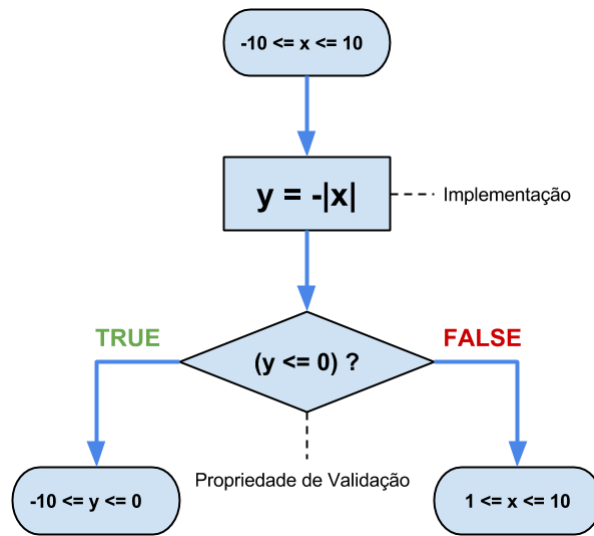 -10 <= x <= 10
y = -|x|
Implementação
TRUE
FALSE
(y <= 0) ?
Propriedade de Validação
-10 <= y <= 0
1 <= x <= 10